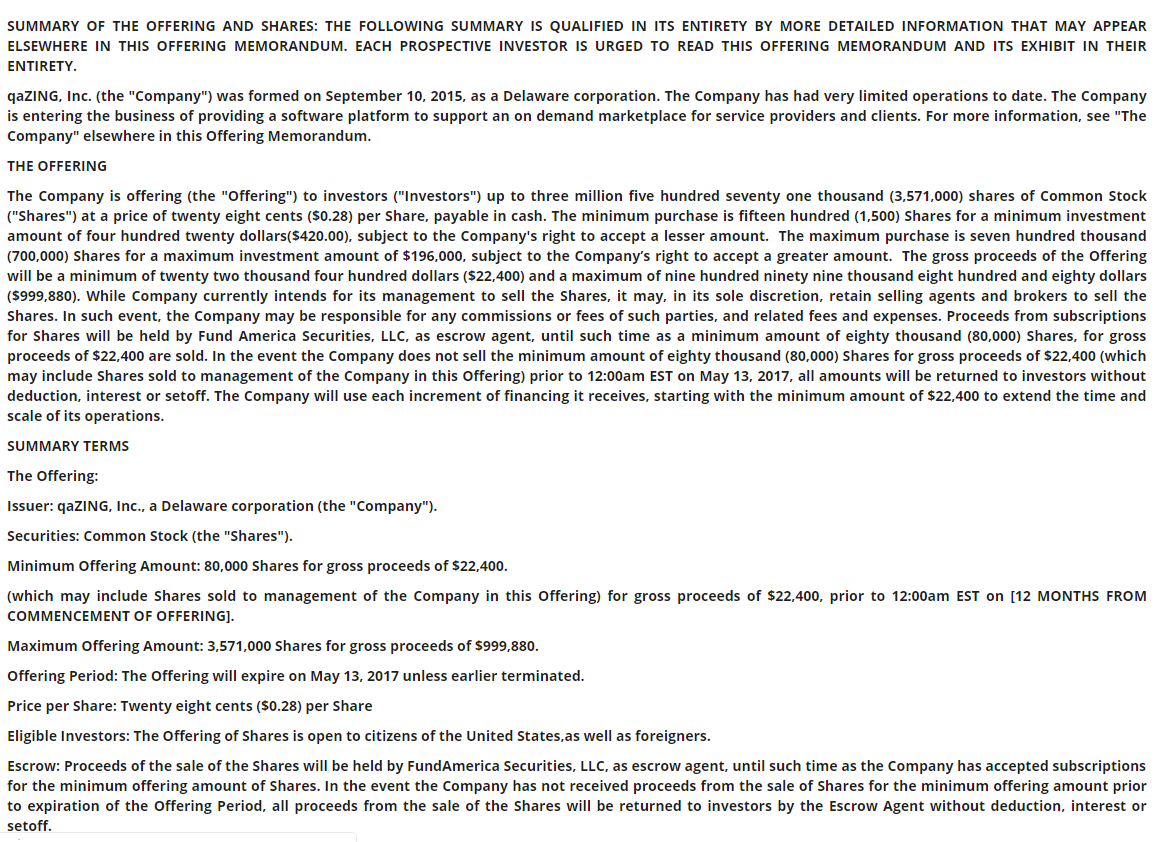 SUMMARY OF THE OFFERING AND SHARES: THE FOLLOWING SUMMARY IS QUALIFIED IN ITS ENTIRETY BY MORE DETAILED INFORMATION THAT MAY APPEAR
ELSEWHERE IN THIS OFFERING MEMORANDUM. EACH PROSPECTIVE INVESTOR IS URGED TO READ THIS OFFERING MEMORANDUM AND ITS EXHIBIT IN THEIR
ENTIRETY.
qaZING, Inc. (the "Company") was formed on September 10, 2015, as a Delaware corporation. The Company has had very limited operations to date. The Company
is entering the business of providing a software platform to support an on demand marketplace for service providers and clients. For more information, see "The
Company" elsewhere in this Offering Memorandum.
THE OFFERING
The Company is offering (the "Offering") to investors ("Investors") up to three million five hundred seventy one thousand (3,571,000) shares of Common Stock
("Shares") at a price of twenty eight cents ($0.28) per Share, payable in cash. The minimum purchase is fifteen hundred (1,500) Shares for a minimum investment
amount of four hundred twenty dollars($420.00), subject to the Company's right to accept a lesser amount.  The maximum purchase is seven hundred thousand
(700,000) Shares for a maximum investment amount of $196,000, subject to the Company’s right to accept a greater amount.  The gross proceeds of the Offering
will be a minimum of twenty two thousand four hundred dollars ($22,400) and a maximum of nine hundred ninety nine thousand eight hundred and eighty dollars
($999,880). While Company currently intends for its management to sell the Shares, it may, in its sole discretion, retain selling agents and brokers to sell the
Shares. In such event, the Company may be responsible for any commissions or fees of such parties, and related fees and expenses. Proceeds from subscriptions
for Shares will be held by Fund America Securities, LLC, as escrow agent, until such time as a minimum amount of eighty thousand (80,000) Shares, for gross
proceeds of $22,400 are sold. In the event the Company does not sell the minimum amount of eighty thousand (80,000) Shares for gross proceeds of $22,400 (which
may include Shares sold to management of the Company in this Offering) prior to 12:00am EST on May 13, 2017, all amounts will be returned to investors without
deduction, interest or setoff. The Company will use each increment of financing it receives, starting with the minimum amount of $22,400 to extend the time and
scale of its operations.
SUMMARY TERMS
The Offering:
Issuer: qaZING, Inc., a Delaware corporation (the "Company").
Securities: Common Stock (the "Shares").
Minimum Offering Amount: 80,000 Shares for gross proceeds of $22,400.
(which may include Shares sold to management of the Company in this Offering) for gross proceeds of $22,400, prior to 12:00am EST on [12 MONTHS FROM
COMMENCEMENT OF OFFERING].
Maximum Offering Amount: 3,571,000 Shares for gross proceeds of $999,880.
Offering Period: The Offering will expire on May 13, 2017 unless earlier terminated.
Price per Share: Twenty eight cents ($0.28) per Share
Eligible Investors: The Offering of Shares is open to citizens of the United States,as well as foreigners.
Escrow: Proceeds of the sale of the Shares will be held by FundAmerica Securities, LLC, as escrow agent, until such time as the Company has accepted subscriptions
for the minimum offering amount of Shares. In the event the Company has not received proceeds from the sale of Shares for the minimum offering amount prior
to expiration of the Offering Period, all proceeds from the sale of the Shares will be returned to investors by the Escrow Agent without deduction, interest or
setoff.